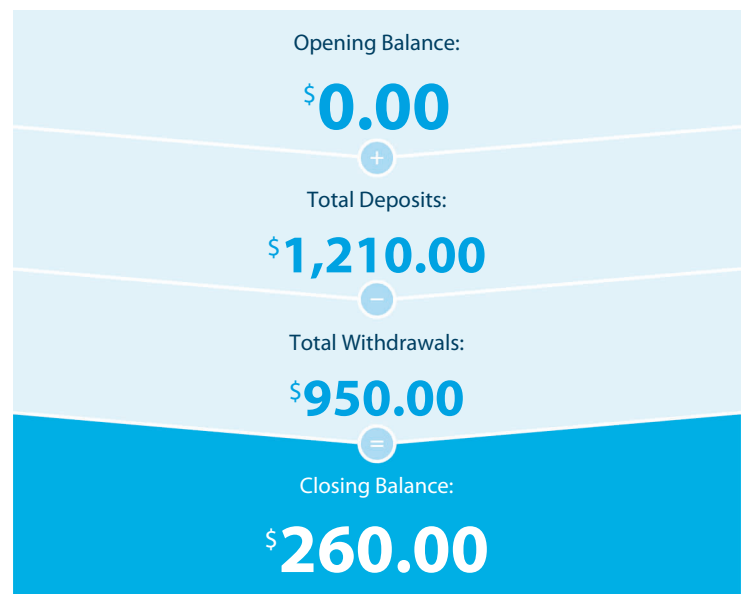 Opening Balance:
$0.00
+
Total Deposits:
$1,210.00
−
Total Withdrawals:
$950.00
=
Closing Balance:
$260.00